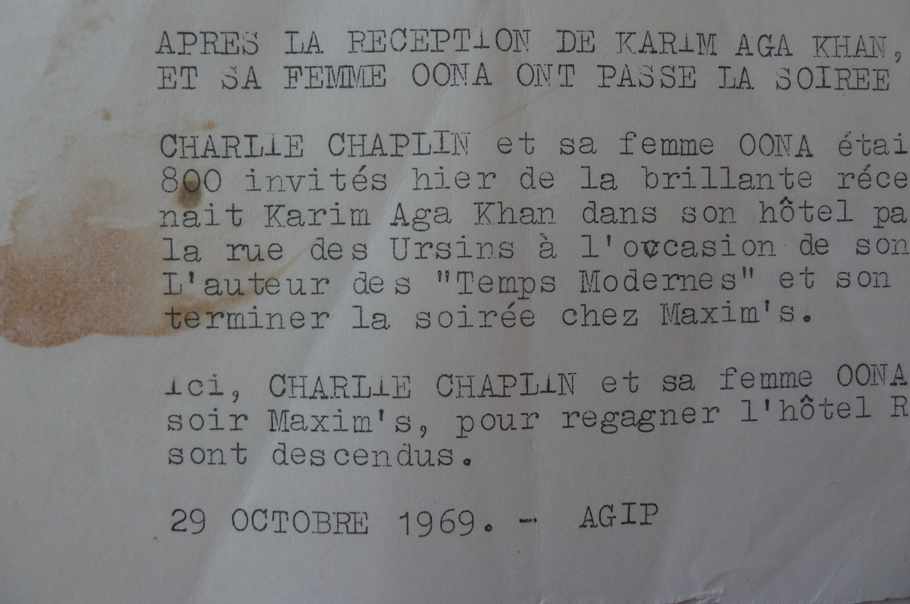 APRES LA RECEPTION DE KARIM AGA KHAN,
ET SA FEMME OONA ONT PASSE LA SOIREE
CHARLIE CHAPLIN et sa femme OONA étai
800 invités hier de la brillante réce
nait Karim Aga Khan dans son hôtel pa
la rue des Ursins à l'occasion de son
L'auteur des "Temps Modernes" et son
terminer la soirée chez Maxim's.
ici, CHARLIE CHAPLIN et sa femme OONA
soir Maxim's, pour regagner l'hôtel R
sont descendus.
29 OCTOBRE 1969. - AGIP